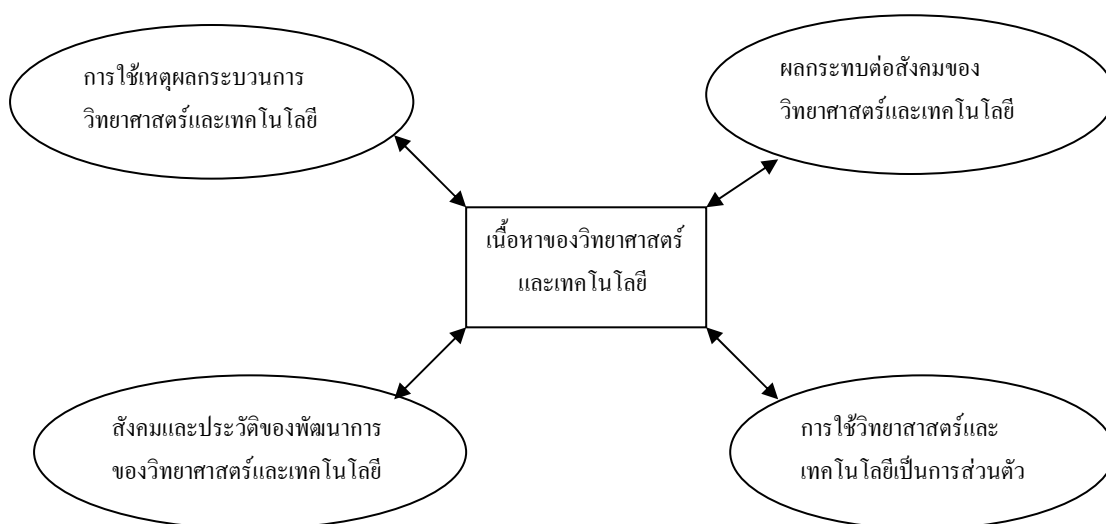 การใช้เหตุผลกระบวนการ
วิทยาศาสตร์และเทคโนโลยี
ผลกระทบต่อสังคมของ
วิทยาศาสตร์และเทคโนโลยี
เนื้อหาของวิทยาศาสตร์
และเทคโนโลยี
สังคมและประวัติของพัฒนาการ
ของวิทยาศาสตร์และเทคโนโลยี
การใช้วิทยาสาสตร์และ
เทคโนโลยีเป็นการส่วนตัว